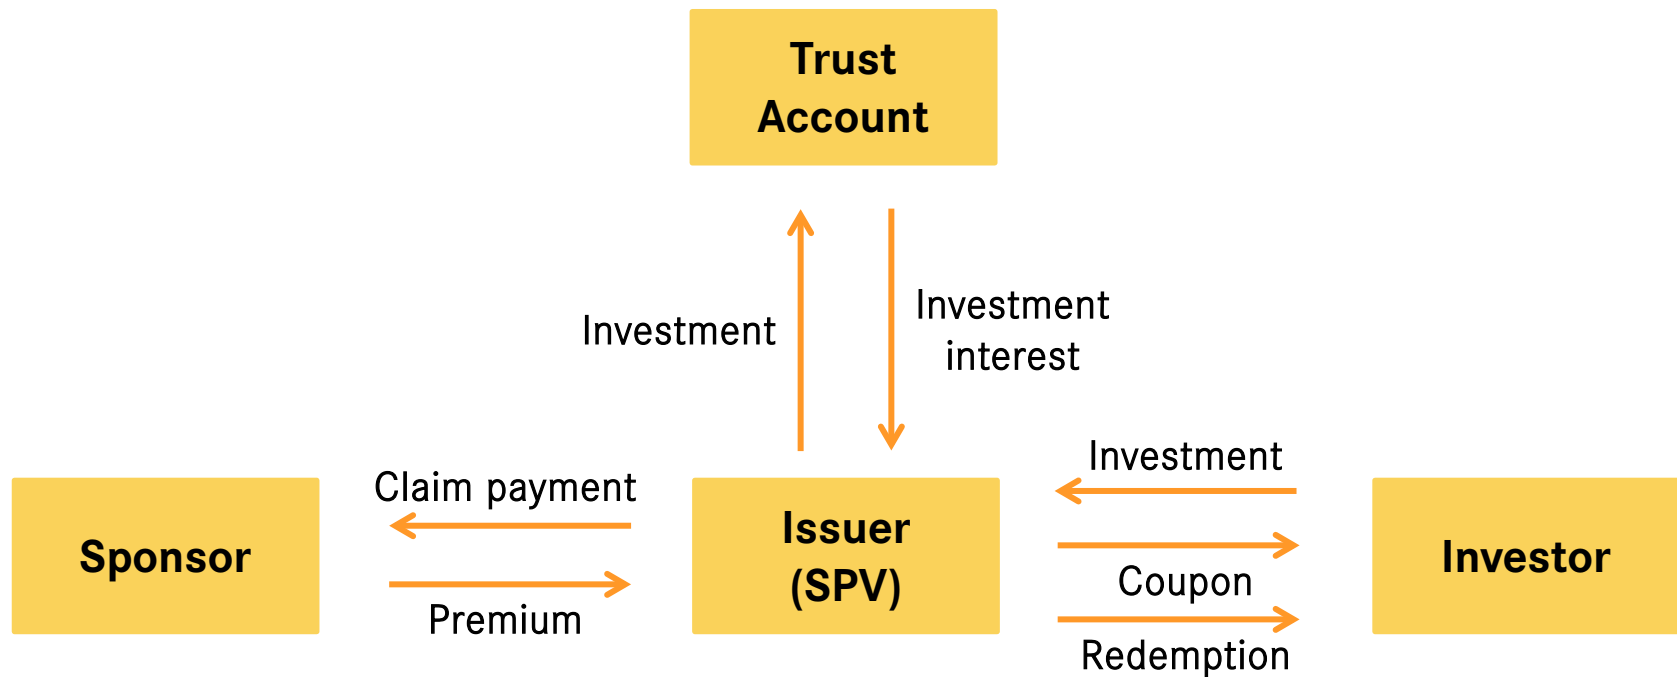 Trust
Account
Investment
Investment
interest
Claim payment
Investment
Sponsor
Issuer
(SPV)
Investor
Premium
Coupon
Redemption